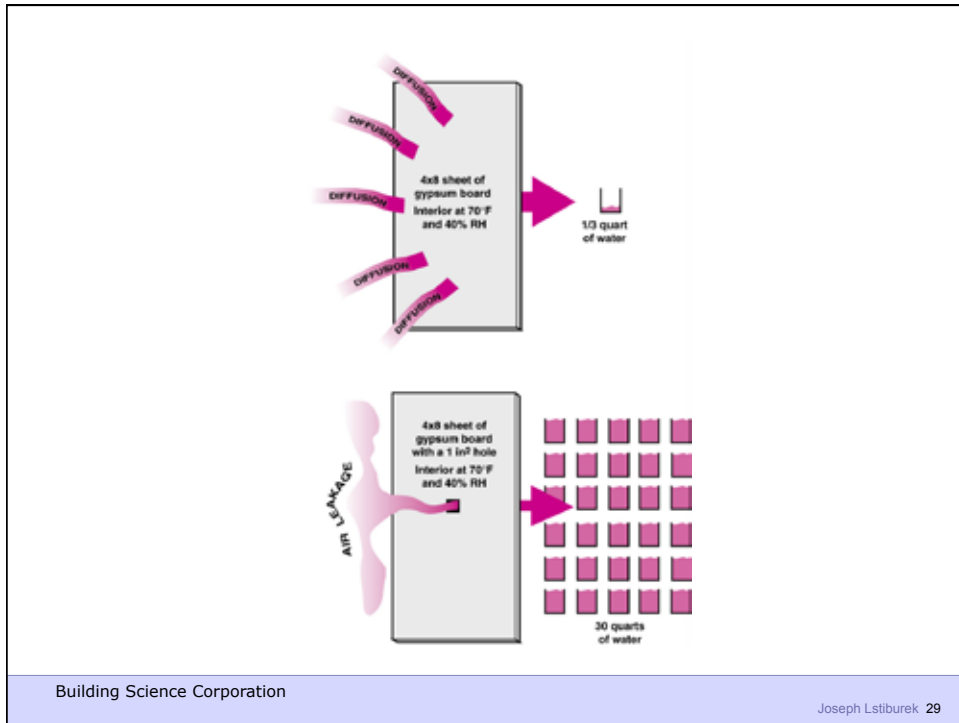 DIFFUSION
DIFFUSION
DIFFUSION
DIFFUSION
DIFFUSION
4x8 sheet of
gypsum board
Interior at 70°F
and 40% RH
1/3 quart
of water
AIR LEAKAGE
4x8 sheet of
gypsum board
with a 1 in² hole
Interior at 70°F
and 40% RH
30 quarts
of water
Building Science Corporation
Joseph Lstiburek 29